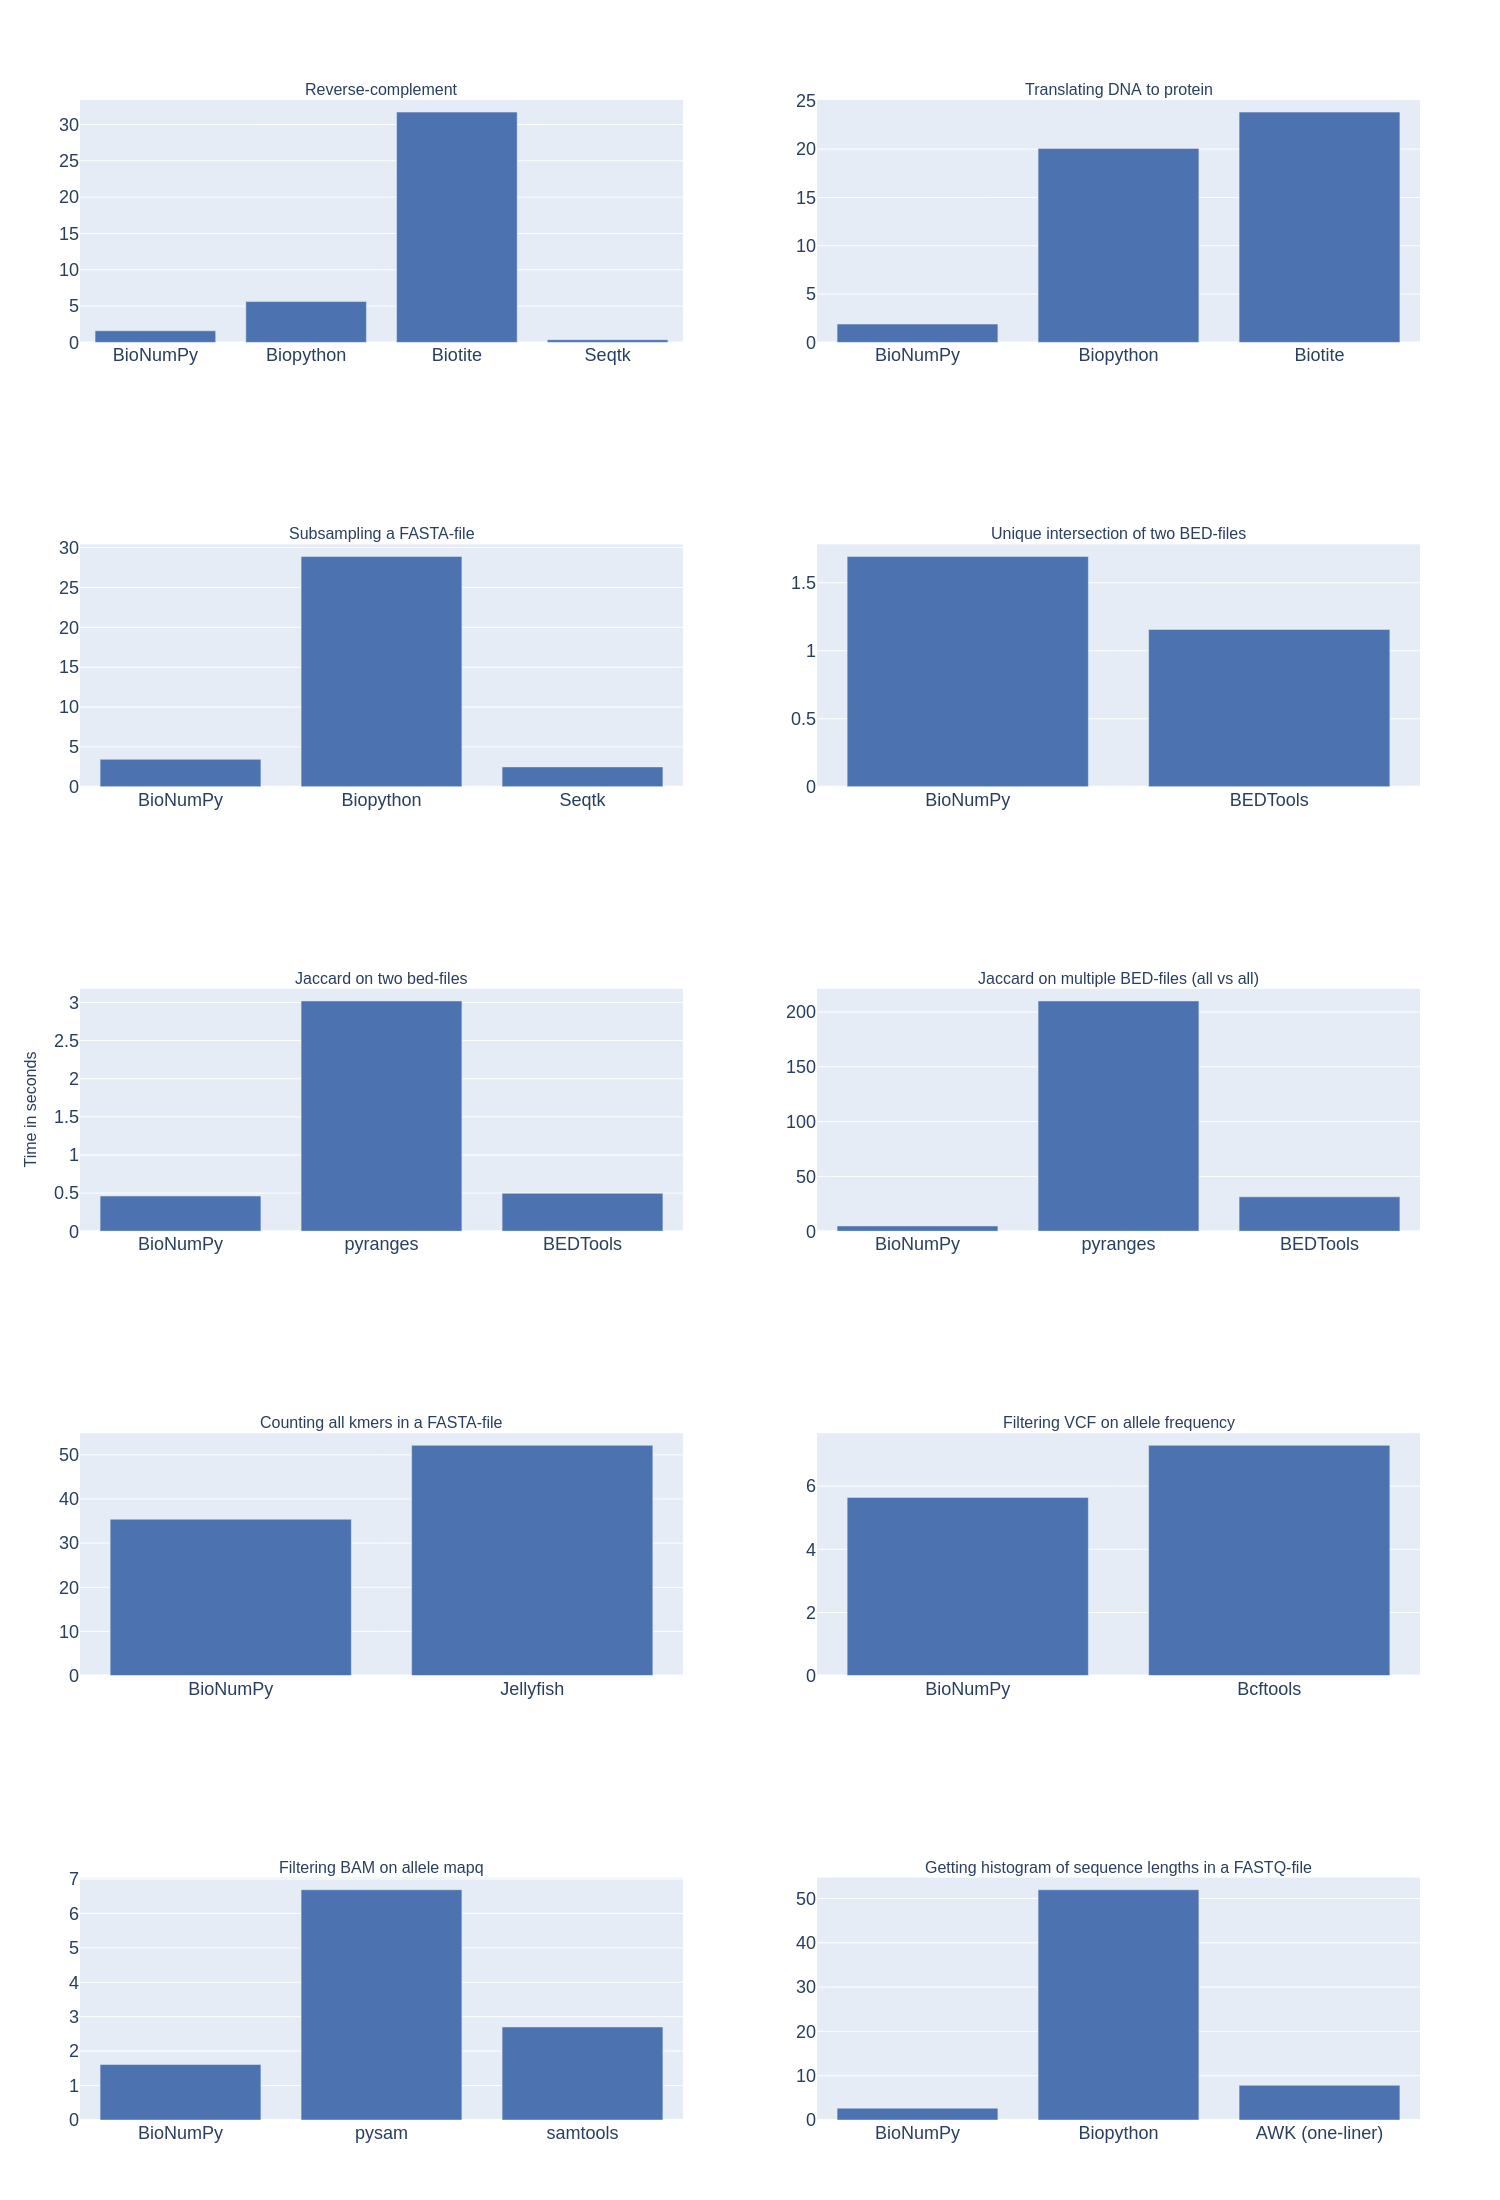 Reverse-complement
30
25
20
15
10
5
0
BioNumPy Biopython Biotite Seqtk
Translating DNA to protein
25
20
15
10
5
0
BioNumPy Biopython Biotite
Subsampling a FASTA-file
30
25
20
15
10
5
0
BioNumPy Biopython Seqtk
Unique intersection of two BED-files
1.5
1
0.5
0
BioNumPy BEDTools
Time in seconds
Jaccard on two bed-files
3
2.5
2
1.5
1
0.5
0
BioNumPy pyranges BEDTools
Jaccard on multiple BED-files (all vs all)
200
150
100
50
0
BioNumPy pyranges BEDTools
Counting all kmers in a FASTA-file
50
40
30
20
10
0
BioNumPy Jellyfish
Filtering VCF on allele frequency
6
4
2
0
BioNumPy Bcftools
Filtering BAM on allele mapq
7
6
5
4
3
2
1
0
BioNumPy pysam samtools
Getting histogram of sequence lengths in a FASTQ-file
50
40
30
20
10
0
BioNumPy Biopython AWK (one-liner)